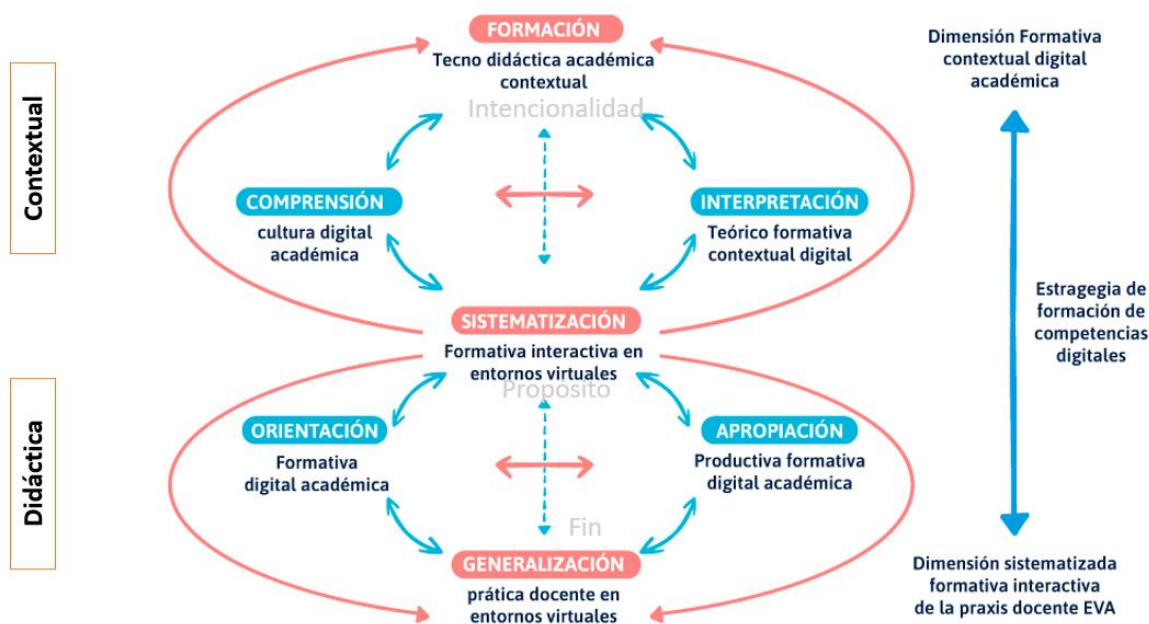 FORMACIÓN
Tecno didáctica académica
contextual
Intencionalidad
Contextual
COMPRENSIÓN
cultura digital
académica
INTERPRETACIÓN
Teórico formativa
contextual digital
SISTEMATIZACIÓN
Formativa interactiva en
entornos virtuales
Propósito
Didáctica
ORIENTACIÓN
Formativa
digital académica
APROPIACIÓN
Productiva formativa
digital académica
Fin
GENERALIZACIÓN
prática docente en
entornos virtuales
Dimensión Formativa
contextual digital
académica
Estragegia de
formación de
competencias
digitales
Dimensión sistematizada
formativa interactiva
de la praxis docente EVA